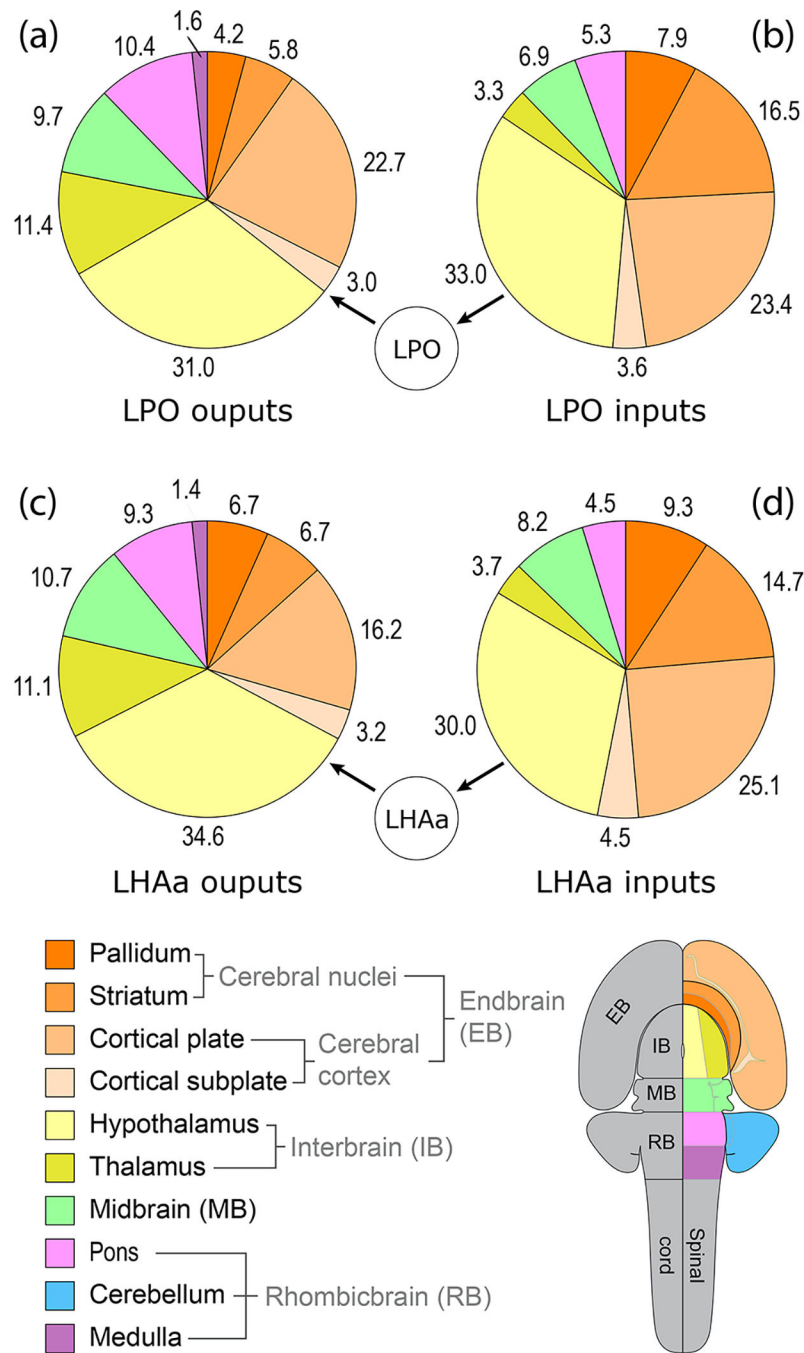 (a)
1.6
4.2
5.8
10.4
9.7
22.7
11.4
3.0
31.0
LPO ouputs
(b)
5.3
7.9
6.9
3.3
16.5
33.0
23.4
3.6
LPO inputs
LPO
(c)
1.4
6.7
6.7
9.3
10.7
16.2
11.1
3.2
34.6
LHAa ouputs
(d)
4.5
9.3
8.2
3.7
14.7
30.0
25.1
4.5
LHAa inputs
LHAa
Pallidum
Striatum
Cerebral nuclei
Cortical plate
Cortical subplate
Cerebral
cortex
Endbrain
(EB)
Hypothalamus
Thalamus
Interbrain (IB)
Midbrain (MB)
Pons
Cerebellum
Medulla
Rhombicbrain (RB)
EB
IB
MB
RB
Spinal
cord